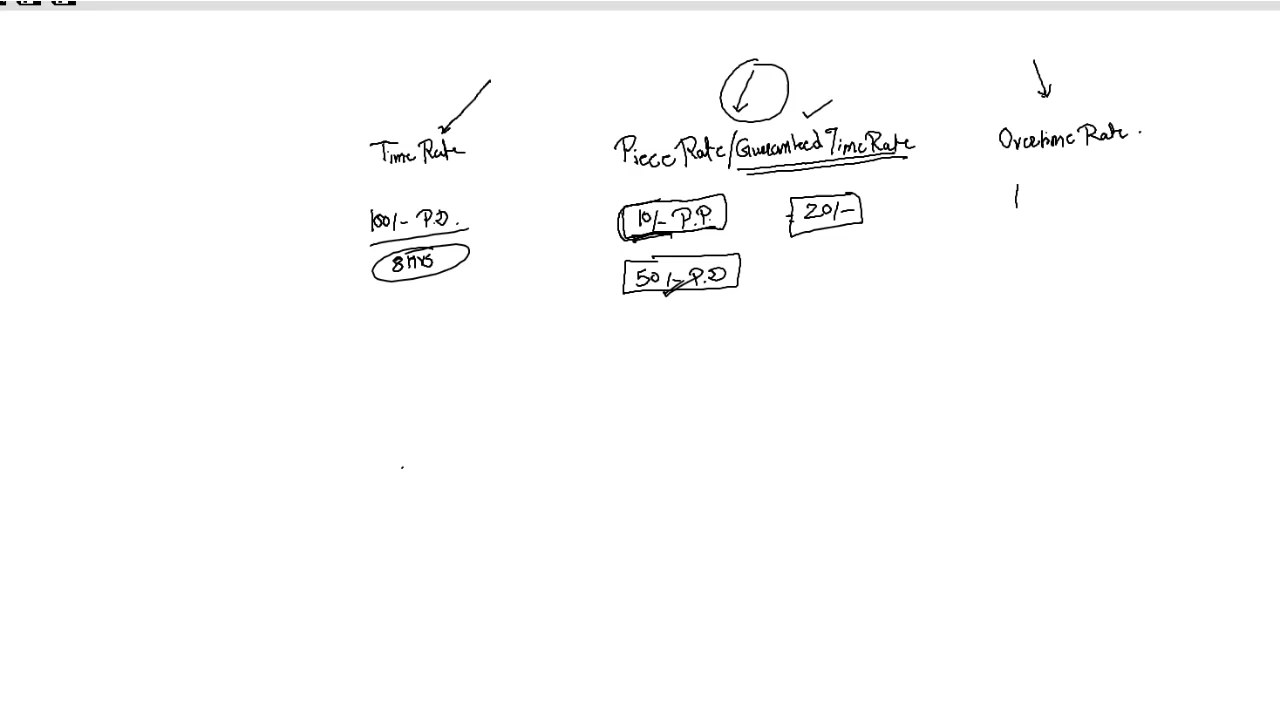 Time Rate
Piece Rate/Guaranteed Time Rate
Overtime Rate.
100/- P.D.
10/- P.P.
20/-
8 Hrs
50/- P.D